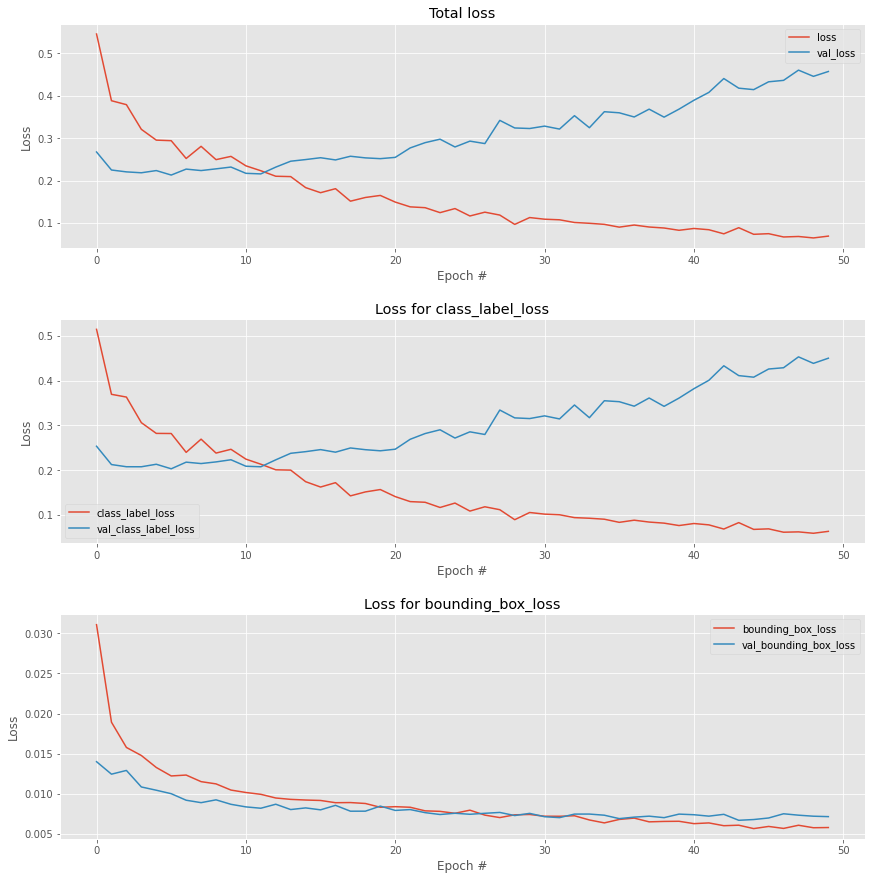 Total loss
loss
val_loss
0.5
0.4
0.3
0.2
0.1
Loss
0
10
20
30
40
50
Epoch #
Loss for class_label_loss
0.5
0.4
0.3
0.2
0.1
Loss
class_label_loss
val_class_label_loss
0
10
20
30
40
50
Epoch #
Loss for bounding_box_loss
bounding_box_loss
val_bounding_box_loss
0.030
0.025
0.020
0.015
0.010
0.005
Loss
0
10
20
30
40
50
Epoch #